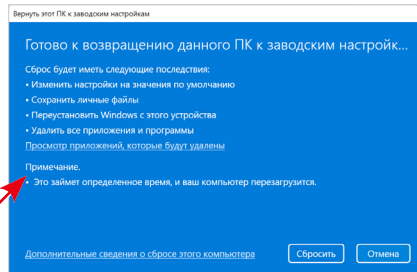 Вернуть этот ПК к заводским настройкам
Готово к возвращению данного ПК к заводским настройк...
Сброс будет иметь следующие последствия:
• Изменить настройки на значения по умолчанию
• Сохранить личные файлы
• Переустановить Windows с этого устройства
• Удалить все приложения и программы
Просмотр приложений, которые будут удалены
Примечание.
• Это займет определенное время, и ваш компьютер перезагрузится.
Дополнительные сведения о сбросе этого компьютера
Сбросить
Отмена